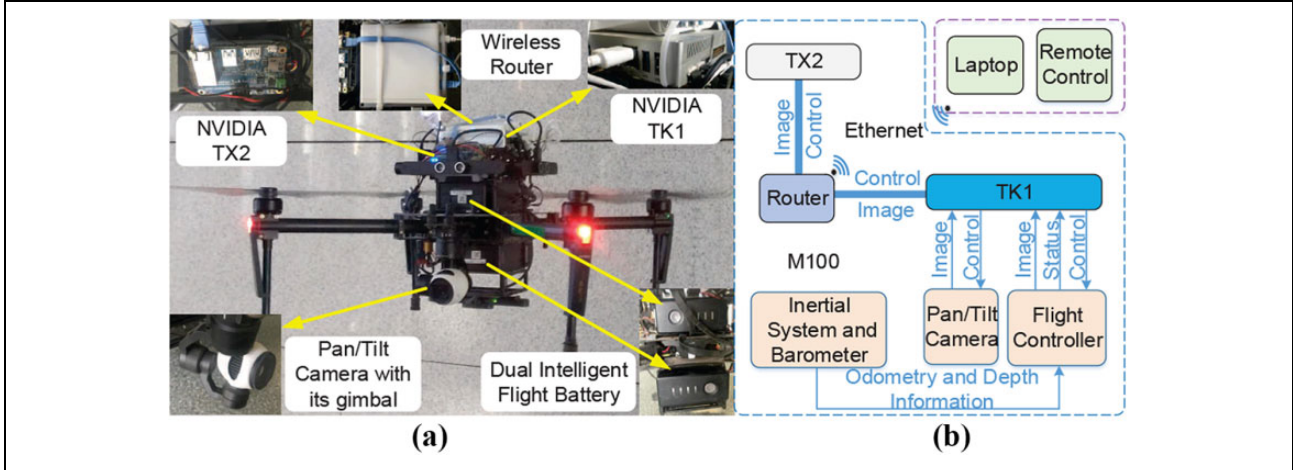 Wireless
Router
NVIDIA
TX2
NVIDIA
TK1
Pan/Tilt
Camera with
its gimbal
Dual Intelligent
Flight Battery
(a)
TX2
Laptop
Remote
Control
Image
Control
Ethernet
Router
Control
Image
TK1
Image
Control
Image
Status
Control
M100
Inertial
System and
Barometer
Pan/Tilt
Camera
Flight
Controller
Odometry and Depth
Information
(b)